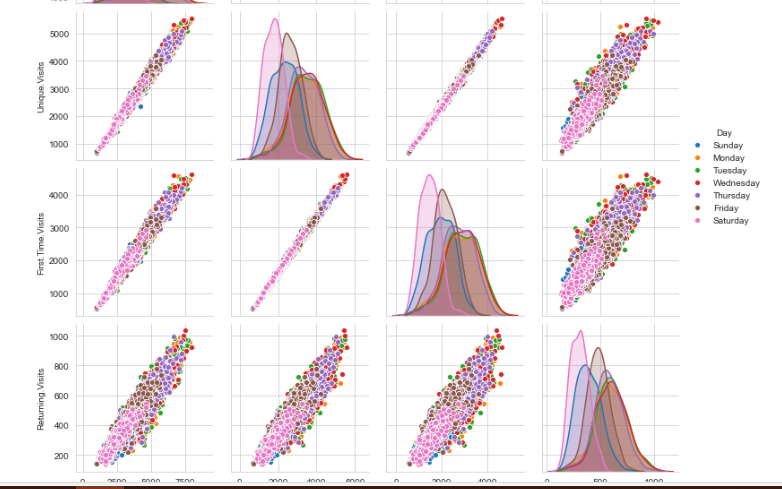 5000
4000
3000
2000
1000
Unique.Visits
Day
Sunday
Monday
Tuesday
Wednesday
Thursday
Friday
Saturday
4000
3000
2000
1000
First.Time.Visits
1000
800
600
400
200
Returning.Visits
0 2500 5000 7500
0 2000 4000 6000
0 2000 4000
0 500 1000